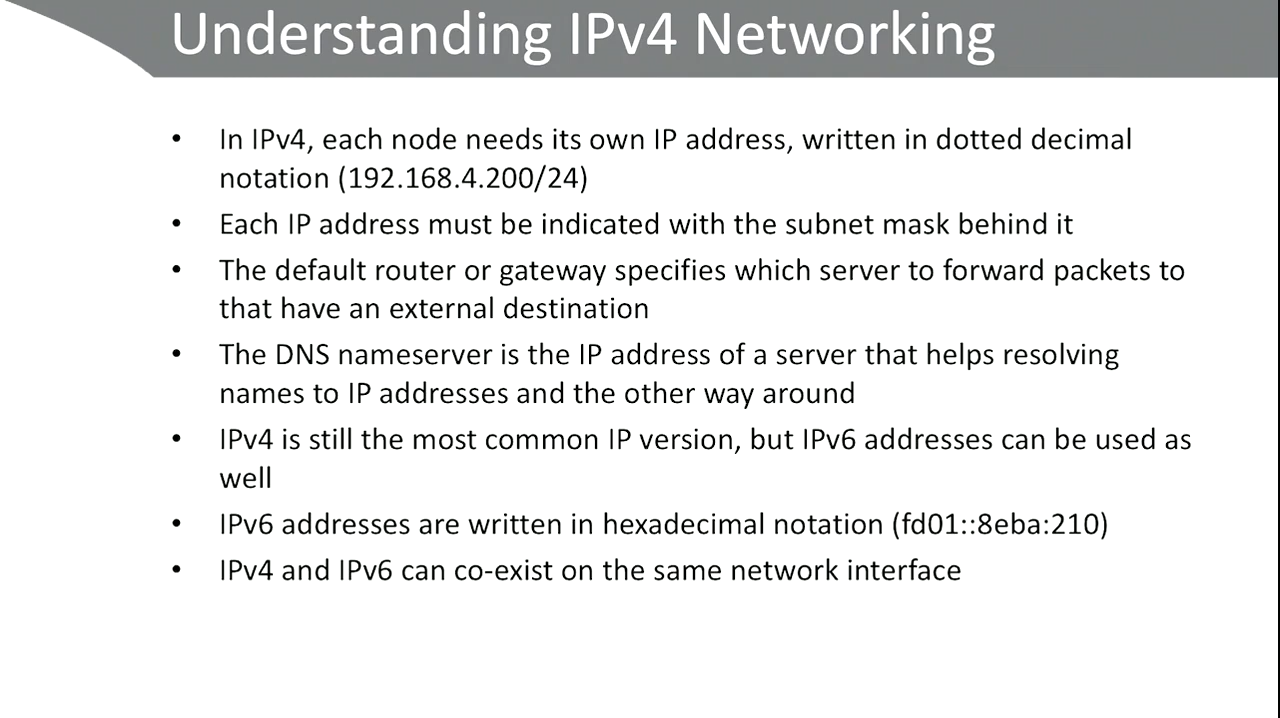 Understanding IPv4 Networking
• In IPv4, each node needs its own IP address, written in dotted decimal
notation (192.168.4.200/24)
• Each IP address must be indicated with the subnet mask behind it
• The default router or gateway specifies which server to forward packets to
that have an external destination
• The DNS nameserver is the IP address of a server that helps resolving
names to IP addresses and the other way around
• IPv4 is still the most common IP version, but IPv6 addresses can be used as
well
• IPv6 addresses are written in hexadecimal notation (fd01::8eba:210)
• IPv4 and IPv6 can co-exist on the same network interface